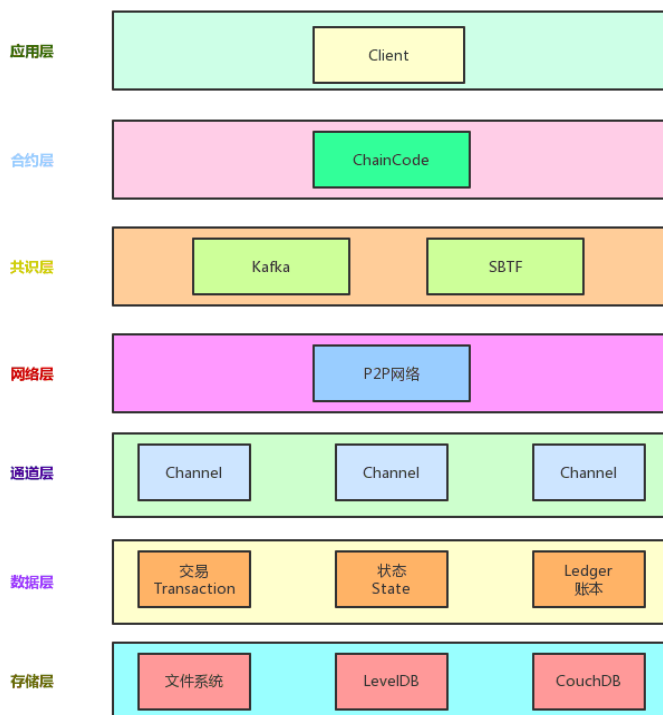 应用层
Client
合约层
ChainCode
共识层
Kafka
SBTF
网络层
P2P网络
通道层
Channel
Channel
Channel
数据层
交易
Transaction
状态
State
Ledger
账本
存储层
文件系统
LevelDB
CouchDB